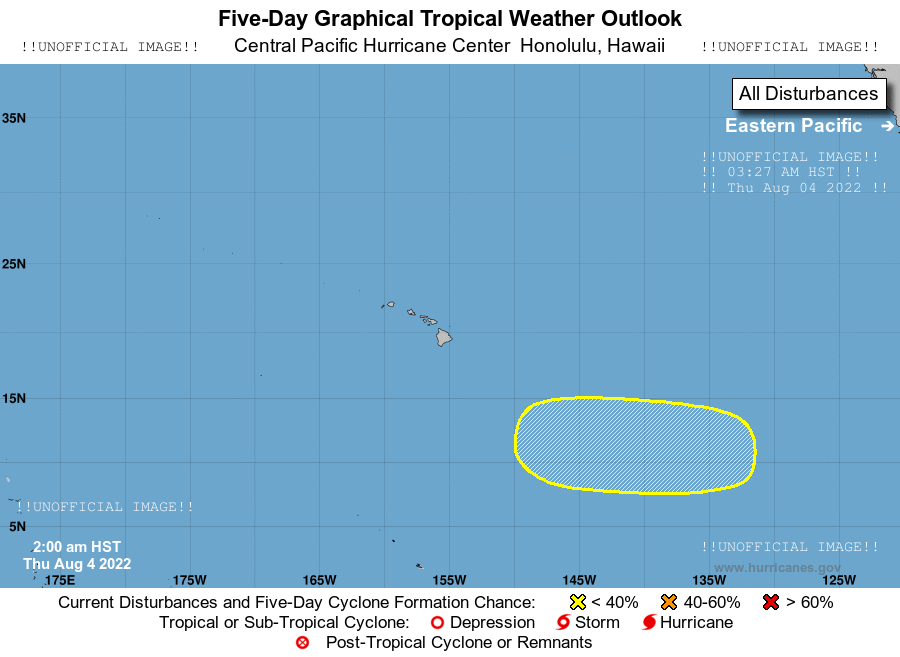 Five-Day Graphical Tropical Weather Outlook
!!UNOFFICIAL IMAGE!! Central Pacific Hurricane Center Honolulu, Hawaii !!UNOFFICIAL IMAGE!!
All Disturbances
35N
Eastern Pacific
!!UNOFFICIAL IMAGE!!
!! 03:27 AM HST !!
!! Thu Aug 04 2022 !!
25N
15N
!!UNOFFICIAL IMAGE!!
5N
2:00 am HST
Thu Aug 4 2022
!!UNOFFICIAL IMAGE!!
www.hurricanes.gov
175E 175W 165W 155W 145W 135W 125W
Current Disturbances and Five-Day Cyclone Formation Chance: < 40% 40-60% > 60%
Tropical or Sub-Tropical Cyclone: Depression Storm Hurricane
Post-Tropical Cyclone or Remnants